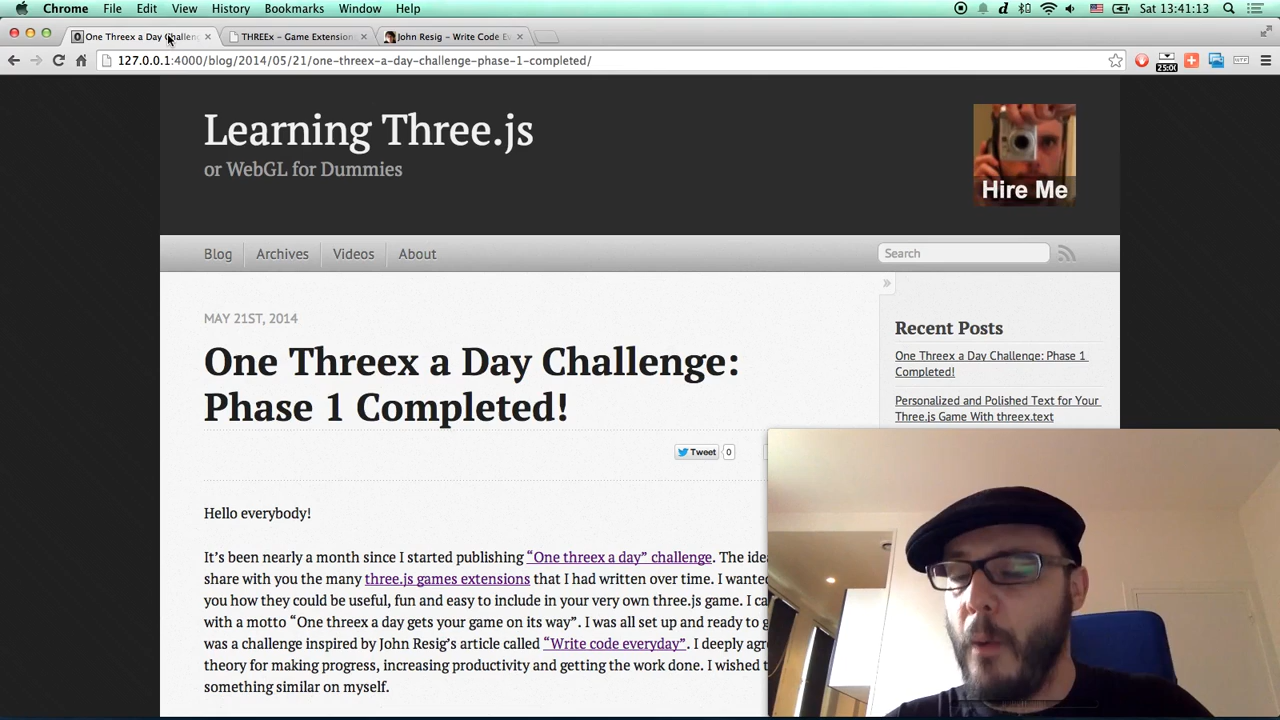 Chrome File Edit View History Bookmarks Window Help Sat 13:41:13
One Threex a Day Challen THREEx – Game Extension John Resig – Write Code Ev
127.0.0.1:4000/blog/2014/05/21/one-threex-a-day-challenge-phase-1-completed/
25:00
Learning Three.js
or WebGL for Dummies
Hire Me
Blog Archives Videos About Search
MAY 21ST, 2014
One Threex a Day Challenge:
Phase 1 Completed!
Tweet 0
Hello everybody!
It’s been nearly a month since I started publishing “One threex a day” challenge. The idea
share with you the many three.js games extensions that I had written over time. I wanted
you how they could be useful, fun and easy to include in your very own three.js game. I ca
with a motto “One threex a day gets your game on its way”. I was all set up and ready to g
was a challenge inspired by John Resig’s article called “Write code everyday”. I deeply agr
theory for making progress, increasing productivity and getting the work done. I wished t
something similar on myself.
Recent Posts
One Threex a Day Challenge: Phase 1
Completed!
Personalized and Polished Text for Your
Three.js Game With threex.text